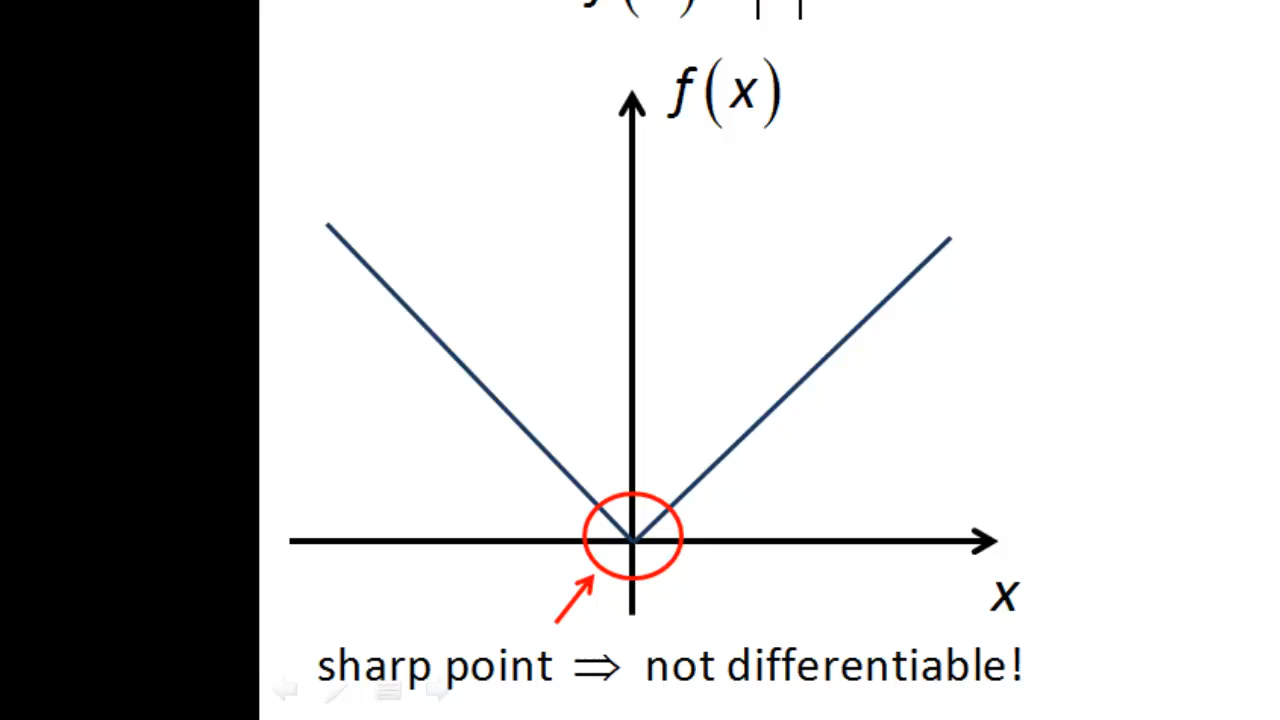 f(x)
x
sharp point ⇒ not differentiable!